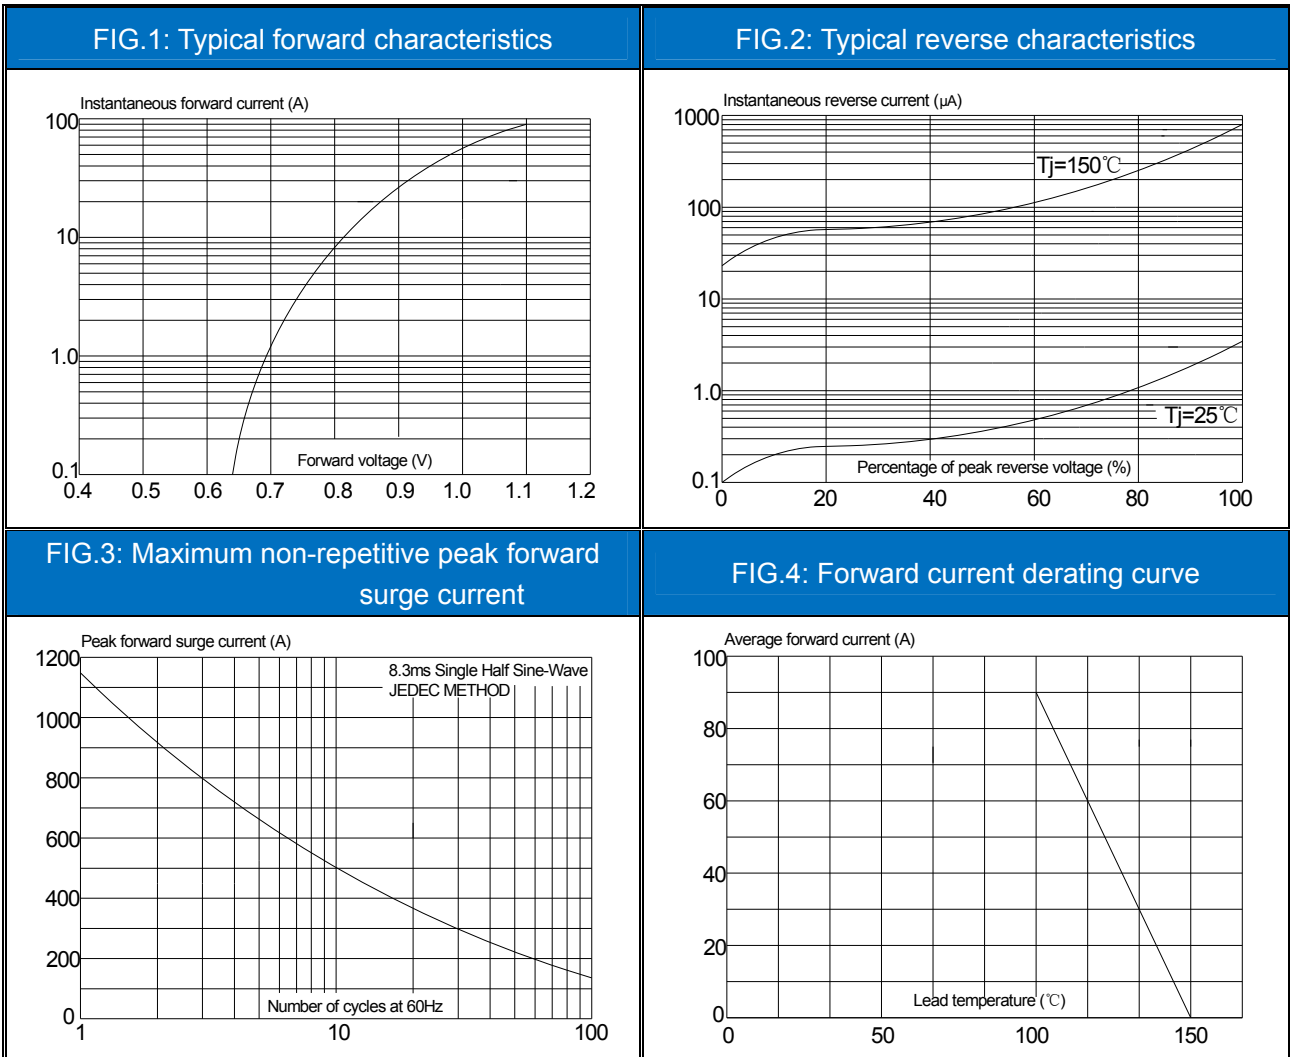 FIG.1: Typical forward characteristics
Instantaneous forward current (A)
100
10
1.0
0.1
Forward voltage (V)
0.4 0.5 0.6 0.7 0.8 0.9 1.0 1.1 1.2
FIG.2: Typical reverse characteristics
Instantaneous reverse current (μA)
1000
Tj=150℃
100
10
1.0
Tj=25℃
Percentage of peak reverse voltage (%)
0.1
0 20 40 60 80 100
FIG.3: Maximum non-repetitive peak forward
surge current
Peak forward surge current (A)
1200
8.3ms Single Half Sine-Wave
JEDEC METHOD
1000
800
600
400
200
Number of cycles at 60Hz
0
1 10 100
FIG.4: Forward current derating curve
Average forward current (A)
100
80
60
40
20
Lead temperature (℃)
0
0 50 100 150